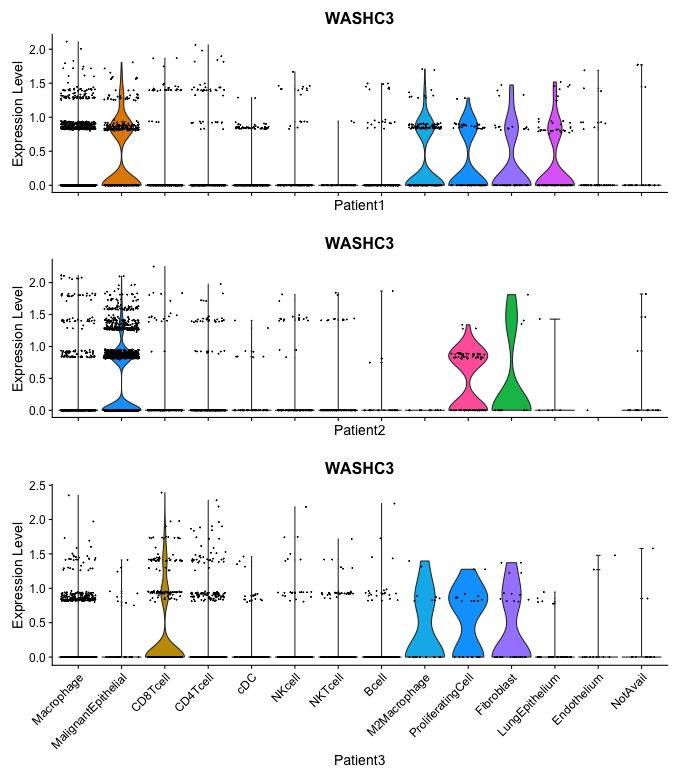 WASHC3
Expression Level
2.0
1.5
1.0
0.5
0.0
Patient1
WASHC3
Expression Level
2.0
1.5
1.0
0.5
0.0
Patient2
WASHC3
Expression Level
2.5
2.0
1.5
1.0
0.5
0.0
Macrophage
MalignantEpithelial
CD8Tcell
CD4Tcell
cDC
NKcell
NKTcell
Bcell
M2Macrophage
ProliferatingCell
Fibroblast
LungEpithelium
Endothelium
NotAvail
Patient3